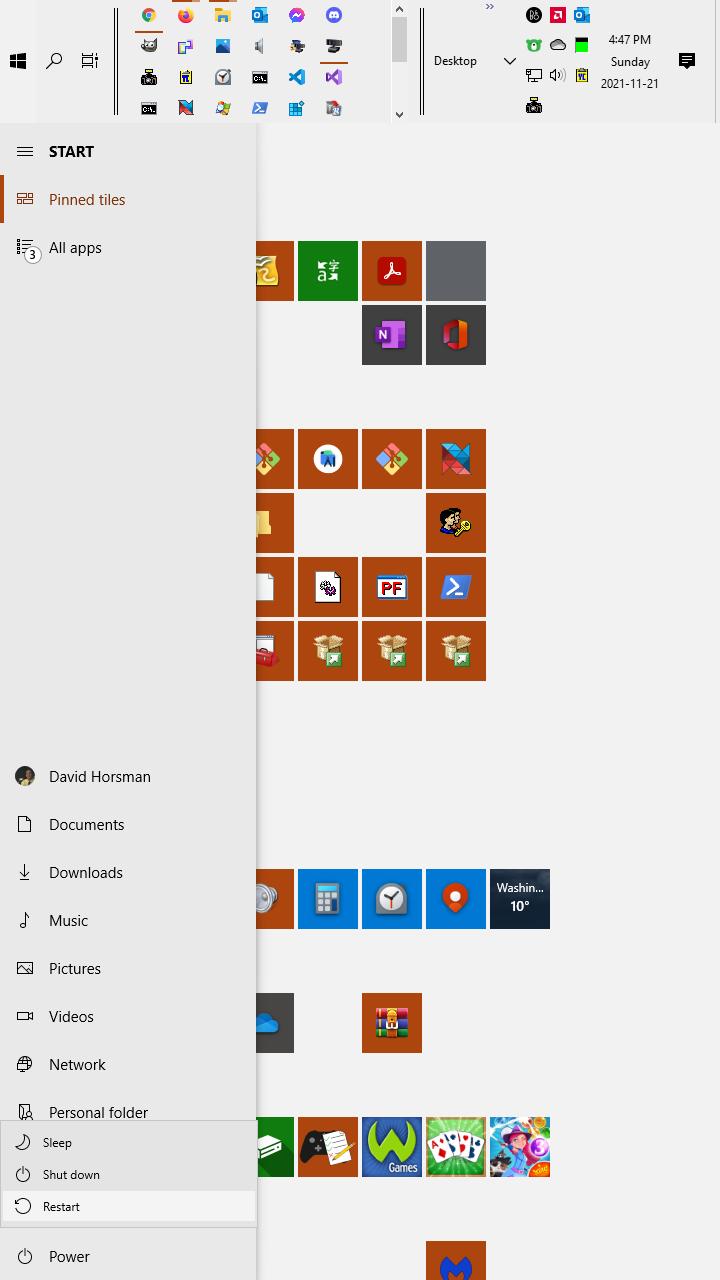 »
4:47 PM
Desktop
Sunday
2021-11-21
START
Pinned tiles
3
All apps
N
PF
David Horsman
Documents
Downloads
Washin...
10°
Music
Pictures
Videos
Network
Personal folder
Sleep
Games
Shut down
Restart
Power